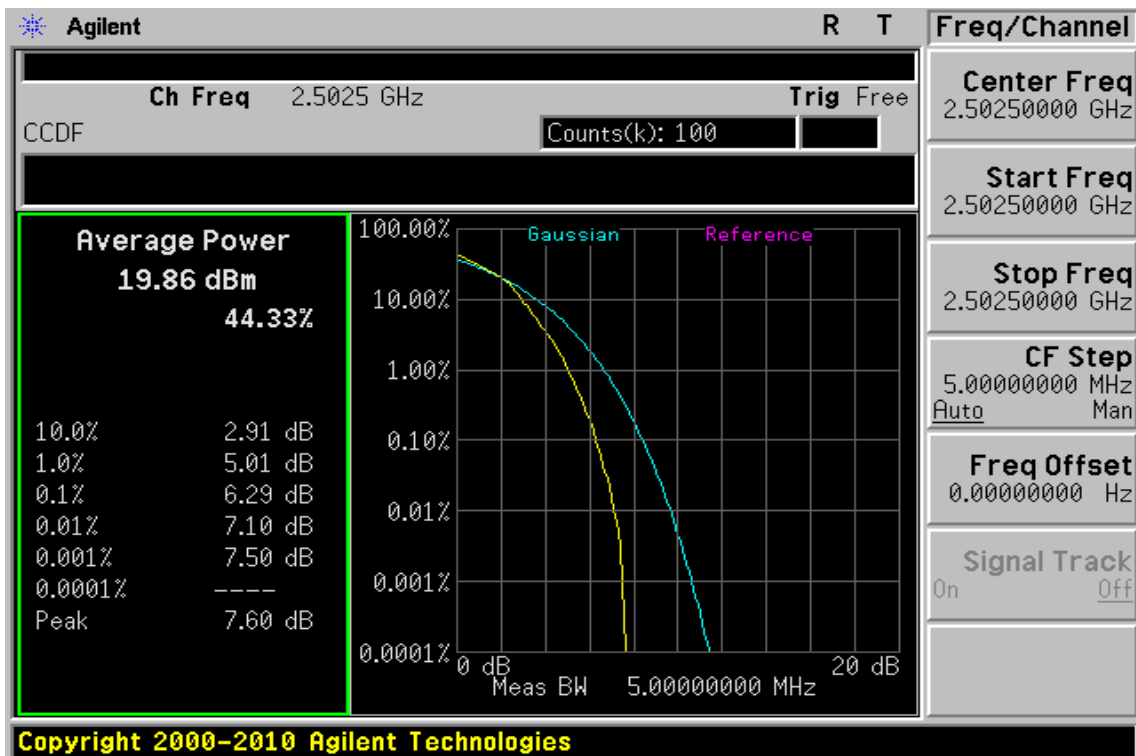 Agilent R T
Ch Freq 2.5025 GHz Trig Free
CCDF Counts(k): 100
Average Power
19.86 dBm
44.33%
10.0% 2.91 dB
1.0% 5.01 dB
0.1% 6.29 dB
0.01% 7.10 dB
0.001% 7.50 dB
0.0001% ----
Peak 7.60 dB
Gaussian Reference
100.00%
10.00%
1.00%
0.10%
0.01%
0.001%
0.0001%
0 dB 20 dB
Meas BW 5.00000000 MHz
Freq/Channel
Center Freq
2.50250000 GHz
Start Freq
2.50250000 GHz
Stop Freq
2.50250000 GHz
CF Step
5.00000000 MHz
Auto Man
Freq Offset
0.00000000 Hz
Signal Track
On Off
Copyright 2000-2010 Agilent Technologies